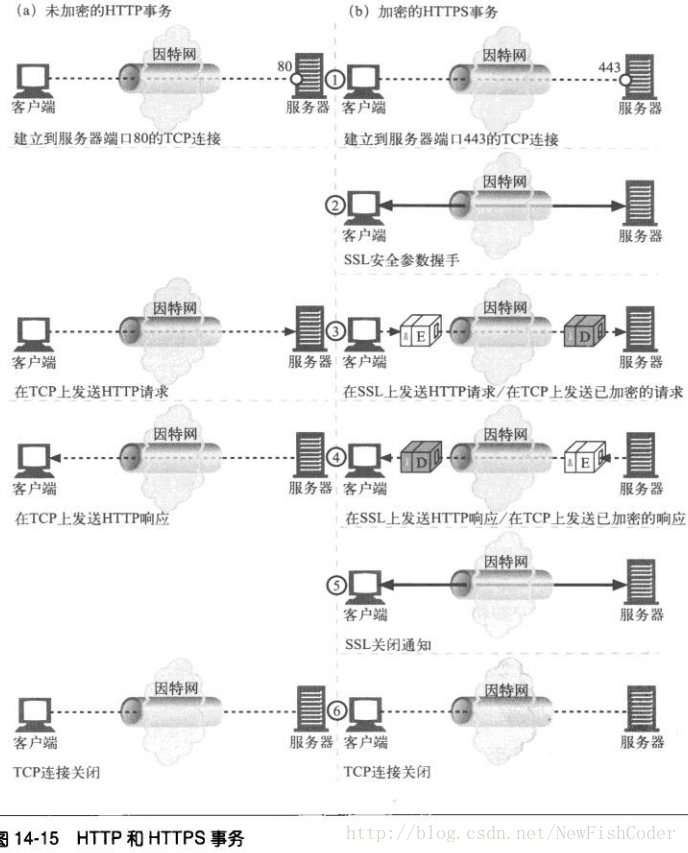 (a) 未加密的HTTP事务
(b) 加密的HTTPS事务
因特网
80
客户端
服务器
建立到服务器端口80的TCP连接
1
因特网
443
客户端
服务器
建立到服务器端口443的TCP连接
2
因特网
客户端
服务器
SSL安全参数握手
因特网
客户端
服务器
在TCP上发送HTTP请求
3
E
因特网
D
客户端
服务器
在SSL上发送HTTP请求/在TCP上发送已加密的请求
因特网
客户端
服务器
在TCP上发送HTTP响应
4
D
因特网
E
客户端
服务器
在SSL上发送HTTP响应/在TCP上发送已加密的响应
5
因特网
客户端
服务器
SSL关闭通知
因特网
客户端
服务器
TCP连接关闭
6
因特网
客户端
服务器
TCP连接关闭
图 14-15 HTTP 和 HTTPS 事务
http://blog.csdn.net/NewFishCoder